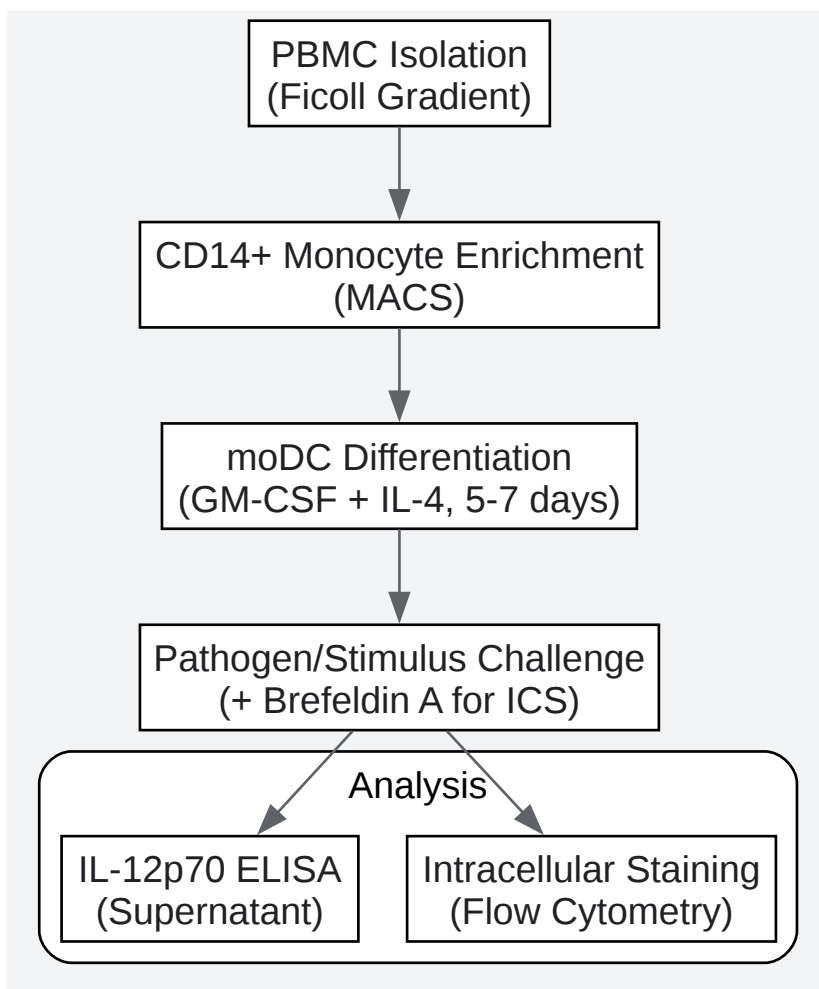 PBMC Isolation
(Ficoll Gradient)
CD14+ Monocyte Enrichment
(MACS)
moDC Differentiation
(GM-CSF + IL-4, 5-7 days)
Pathogen/Stimulus Challenge
(+ Brefeldin A for ICS)
Analysis
IL-12p70 ELISA
(Supernatant)
Intracellular Staining
(Flow Cytometry)